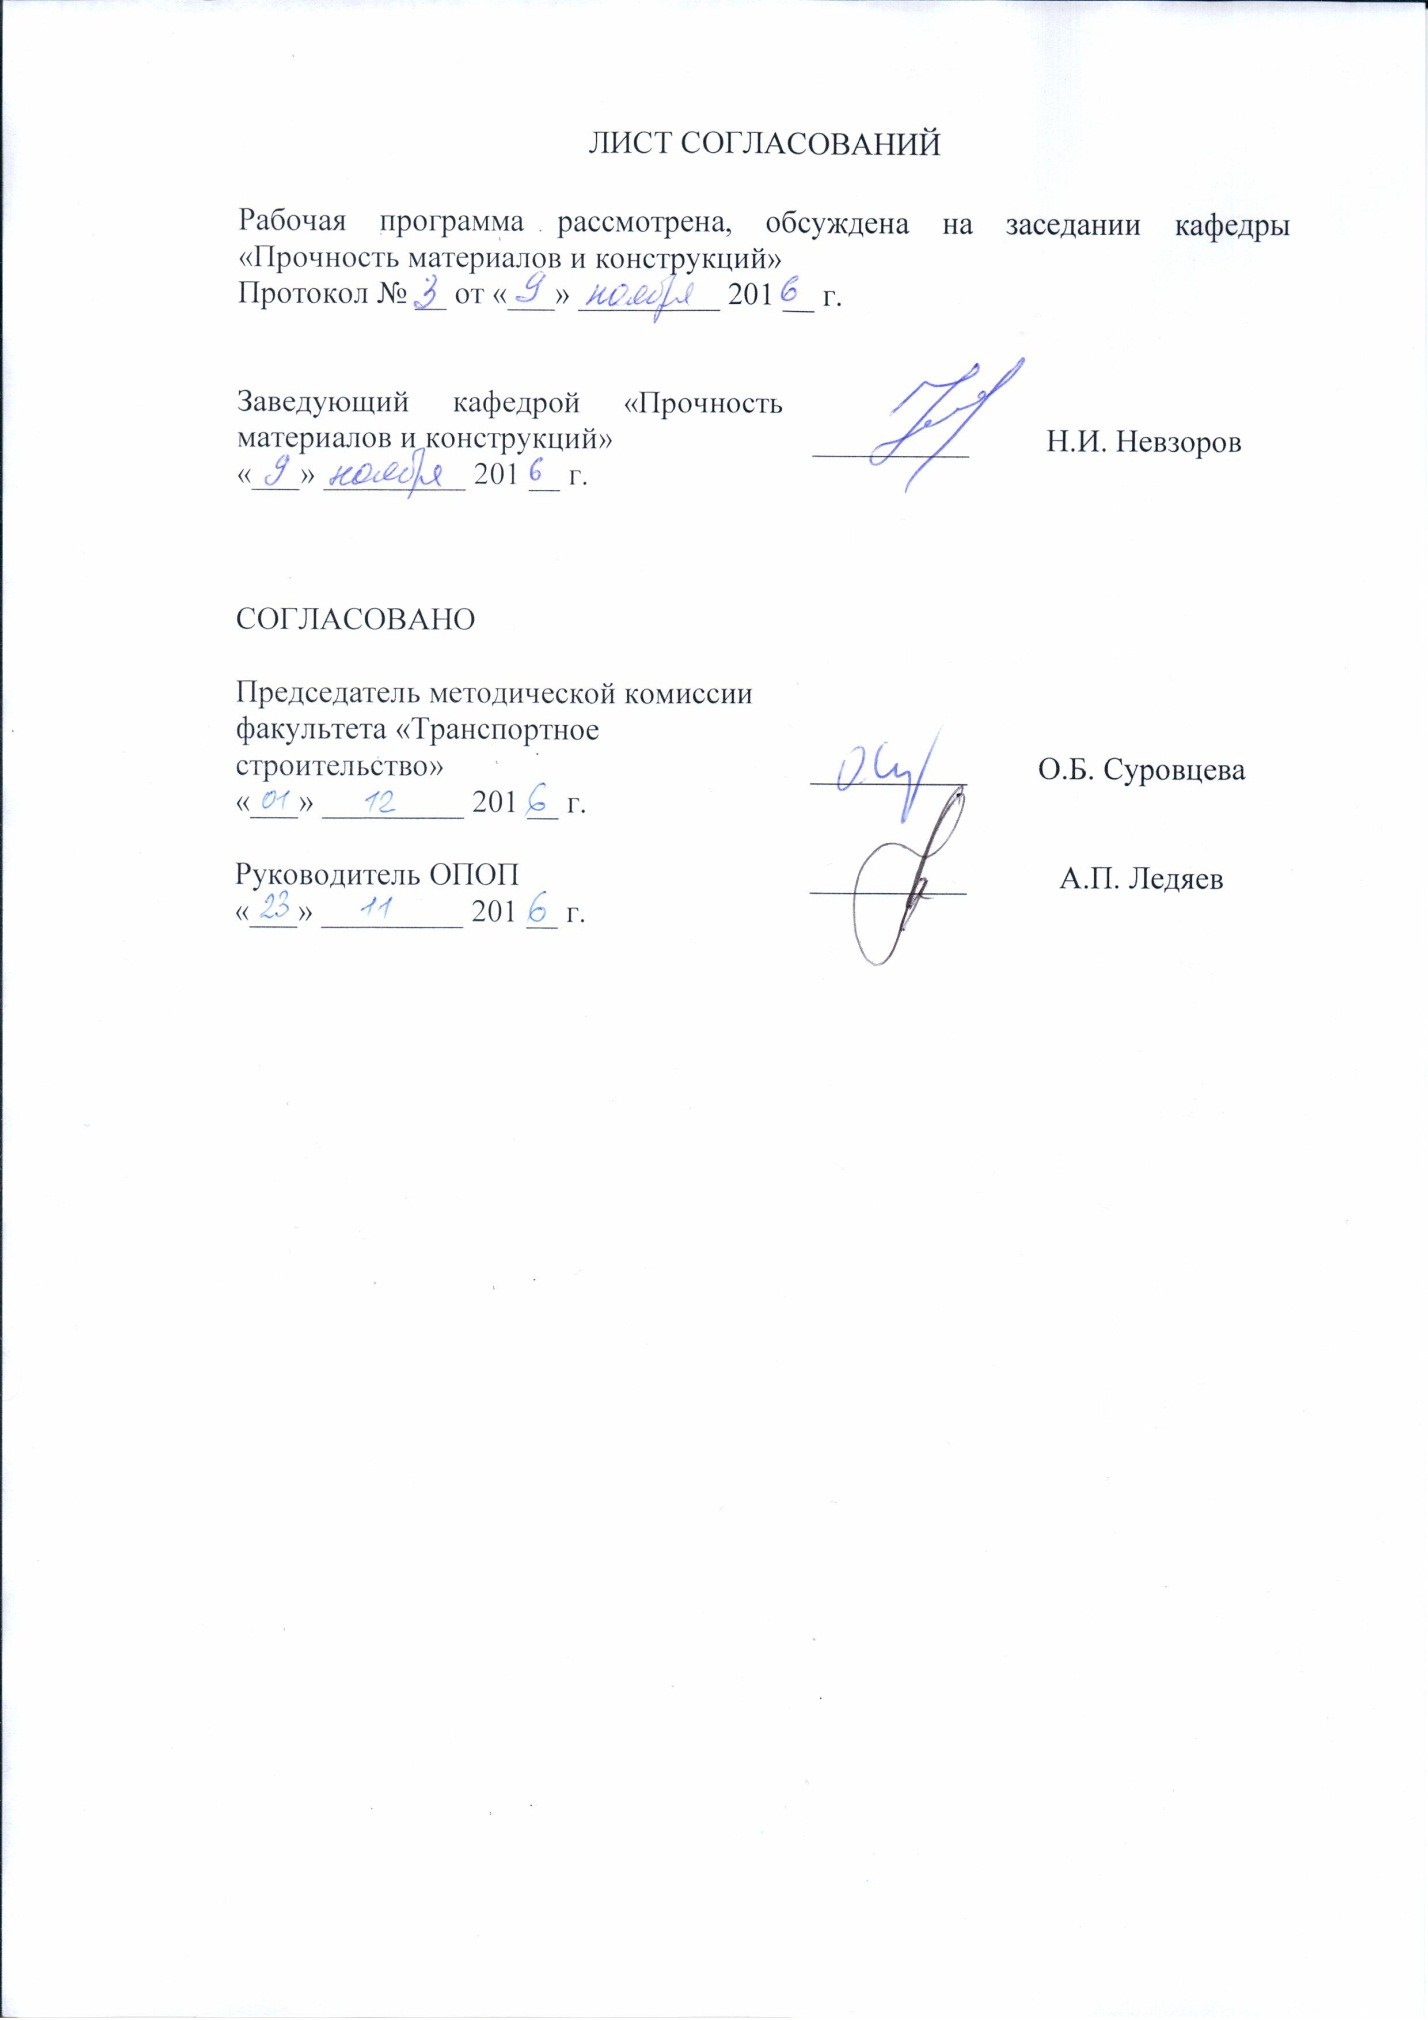 ЛИСТ СОГЛАСОВАНИЙ
Рабочая программа рассмотрена, обсуждена на заседании кафедры
«Прочность материалов и конструкций»
Протокол № 3 от «9» ноября 2016 г.
Заведующий кафедрой «Прочность
материалов и конструкций» Н.И. Невзоров
«9» ноября 2016 г.
СОГЛАСОВАНО
Председатель методической комиссии
факультета «Транспортное
строительство» О.Б. Суровцева
«01» 12 2016 г.
Руководитель ОПОП А.П. Ледяев
«23» 11 2016 г.